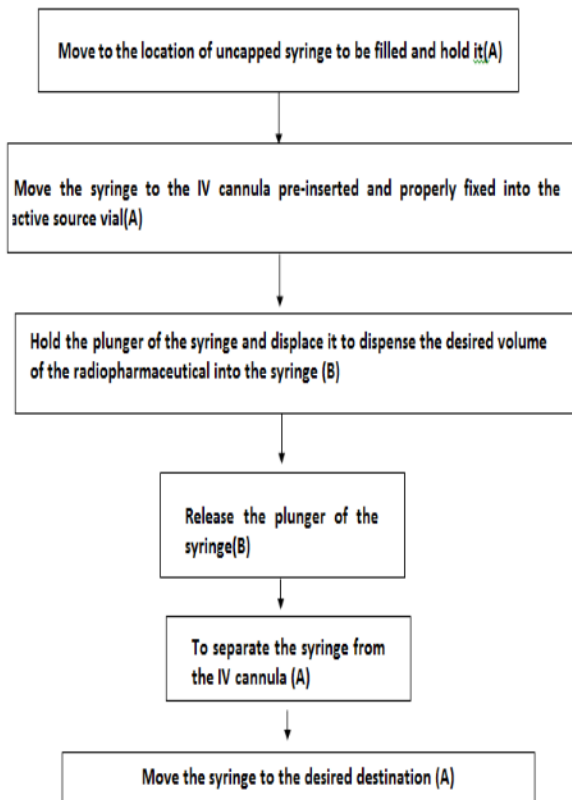 Move to the location of uncapped syringe to be filled and hold it(A)
Move the syringe to the IV cannula pre-inserted and properly fixed into the
active source vial(A)
Hold the plunger of the syringe and displace it to dispense the desired volume
of the radiopharmaceutical into the syringe (B)
Release the plunger of the
syringe(B)
To separate the syringe from
the IV cannula (A)
Move the syringe to the desired destination (A)